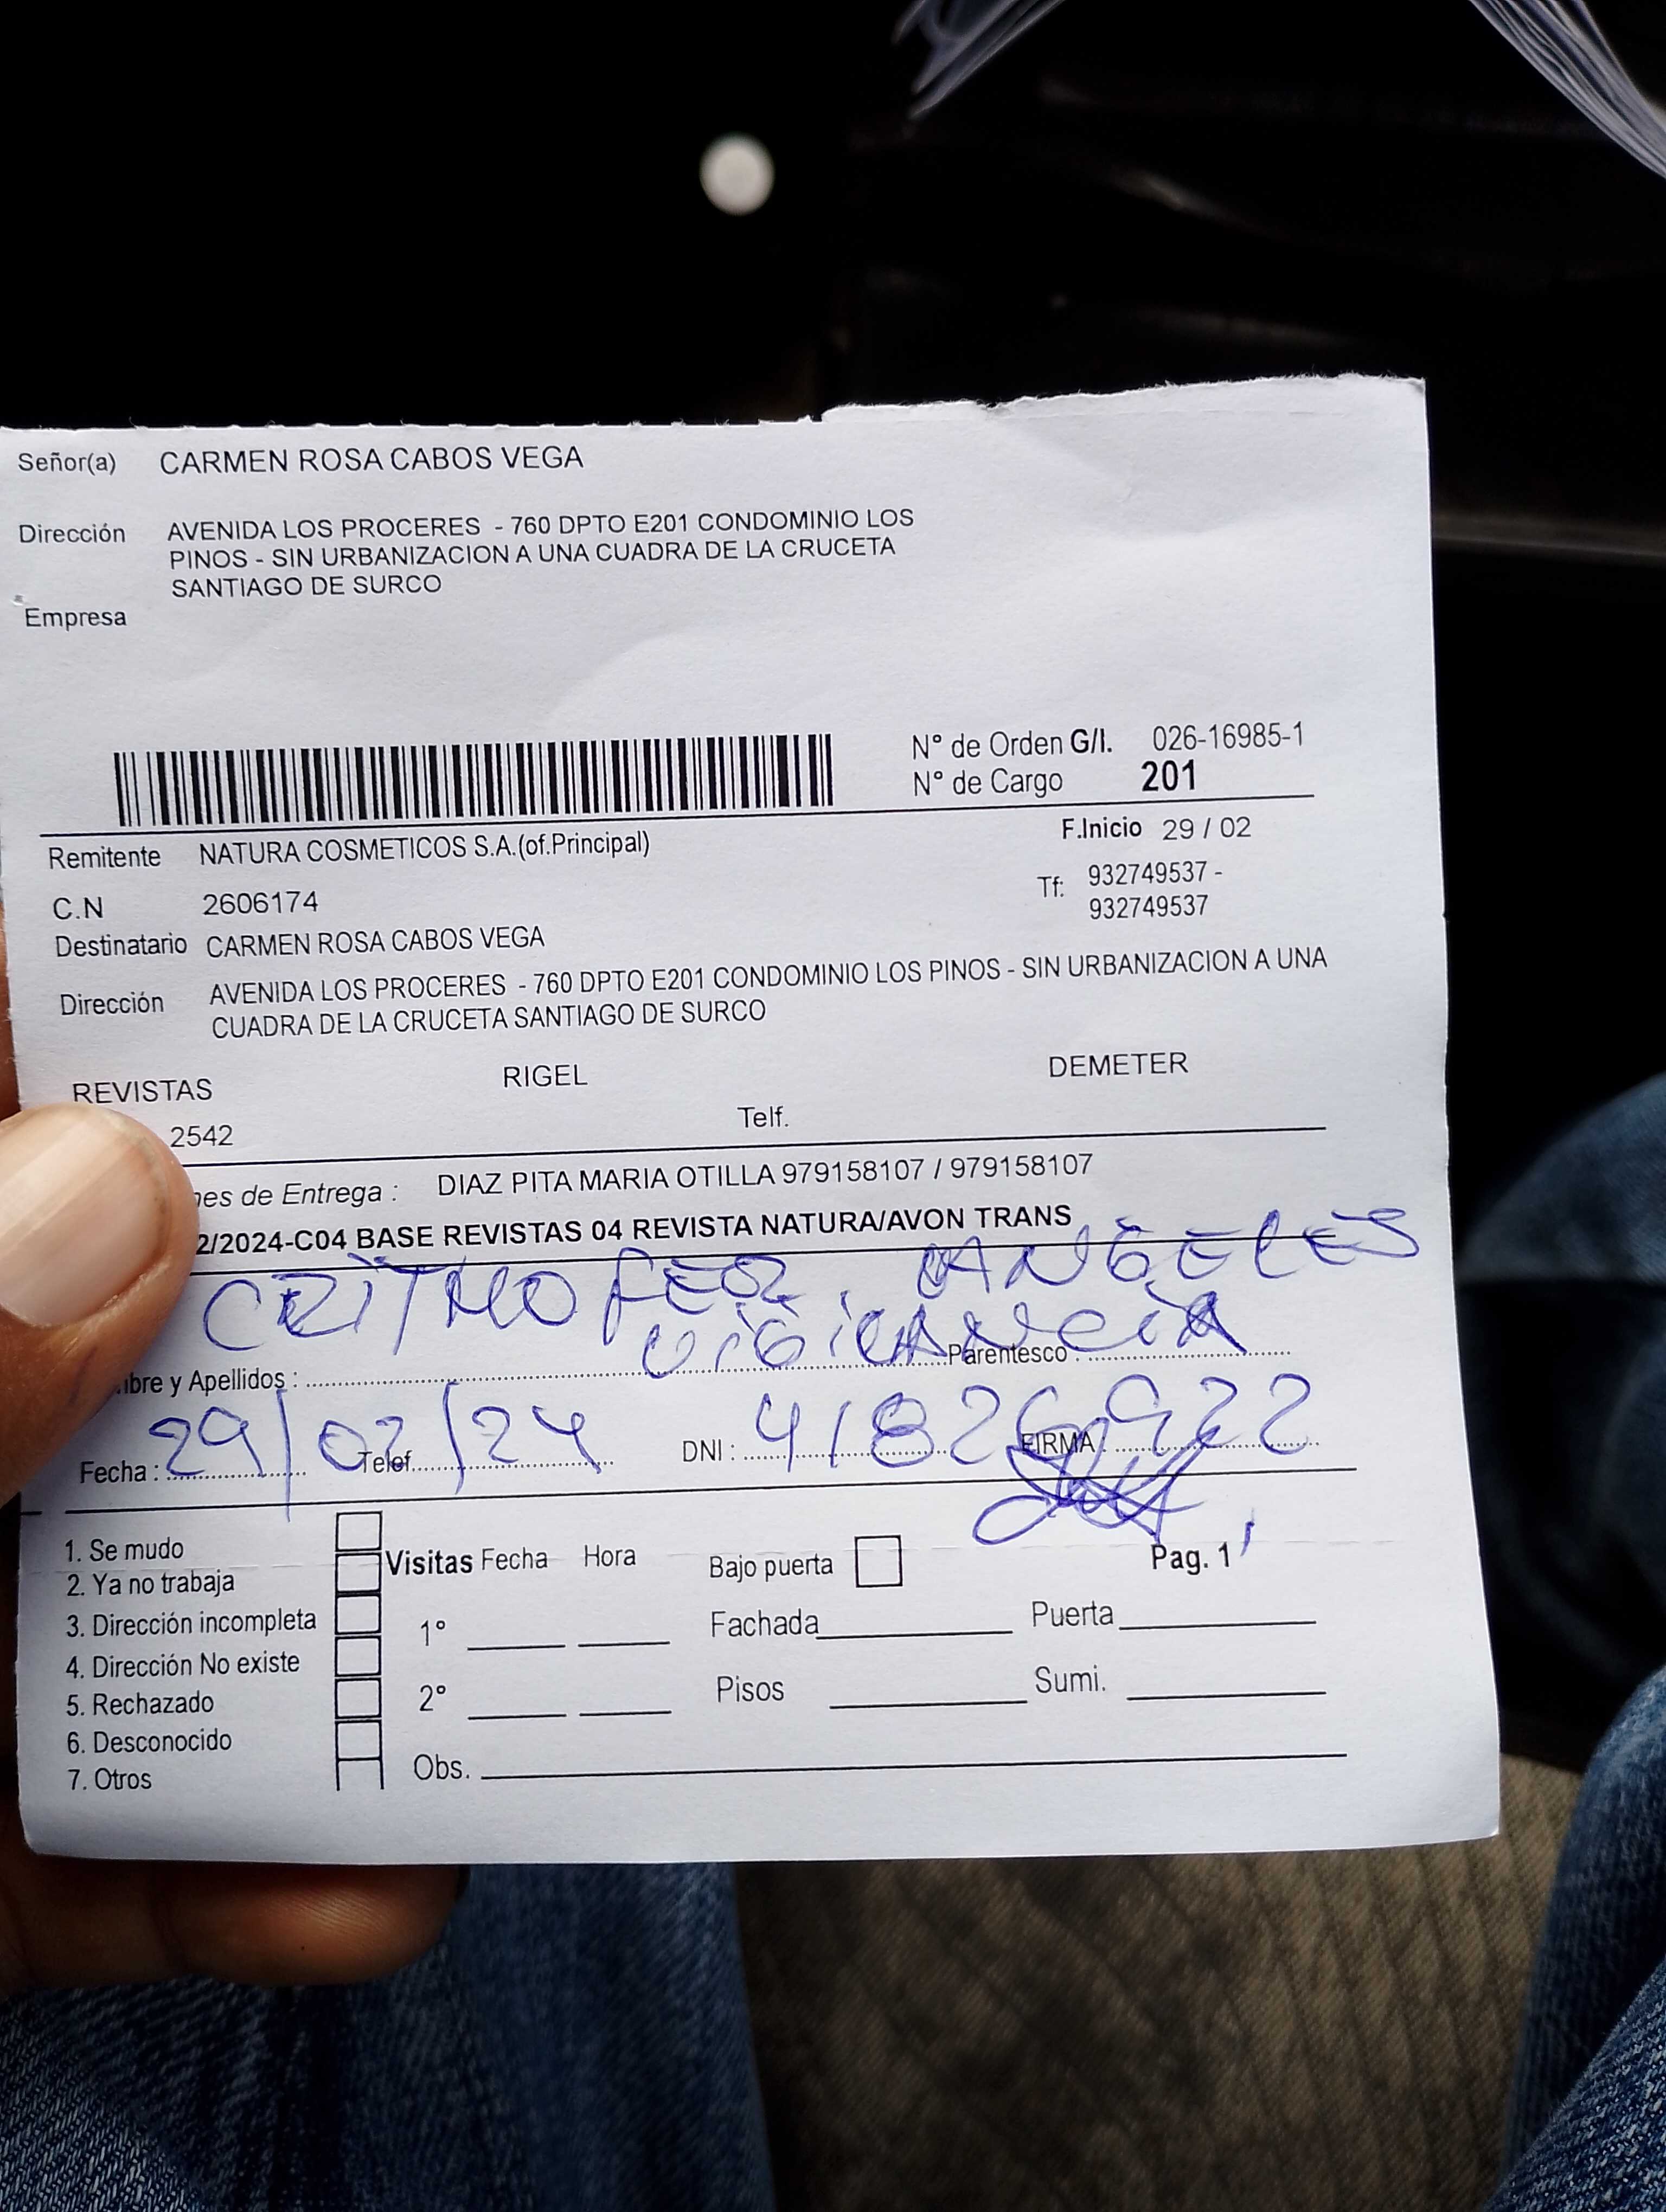 Señor(a) CARMEN ROSA CABOS VEGA
Dirección AVENIDA LOS PROCERES - 760 DPTO E201 CONDOMINIO LOS
PINOS - SIN URBANIZACION A UNA CUADRA DE LA CRUCETA
SANTIAGO DE SURCO
Empresa
N° de Orden G/I. 026-16985-1
N° de Cargo 201
Remitente NATURA COSMETICOS S.A.(of.Principal) F.Inicio 29 / 02
C.N 2606174 Tf: 932749537 -
932749537
Destinatario CARMEN ROSA CABOS VEGA
Dirección AVENIDA LOS PROCERES - 760 DPTO E201 CONDOMINIO LOS PINOS - SIN URBANIZACION A UNA
CUADRA DE LA CRUCETA SANTIAGO DE SURCO
REVISTAS RIGEL DEMETER
2542 Telf.
nes de Entrega : DIAZ PITA MARIA OTILLA 979158107 / 979158107
2/2024-C04 BASE REVISTAS 04 REVISTA NATURA/AVON TRANS
ANGELES
VIGILANCIA
bre y Apellidos : Parentesco :
29/02/24 41826922
Fecha : Telef. DNI : FIRMA :
1. Se mudo
2. Ya no trabaja
3. Dirección incompleta
4. Dirección No existe
5. Rechazado
6. Desconocido
7. Otros
Visitas Fecha Hora Bajo puerta Pag. 1
1° Fachada Puerta
2° Pisos Sumi.
Obs.